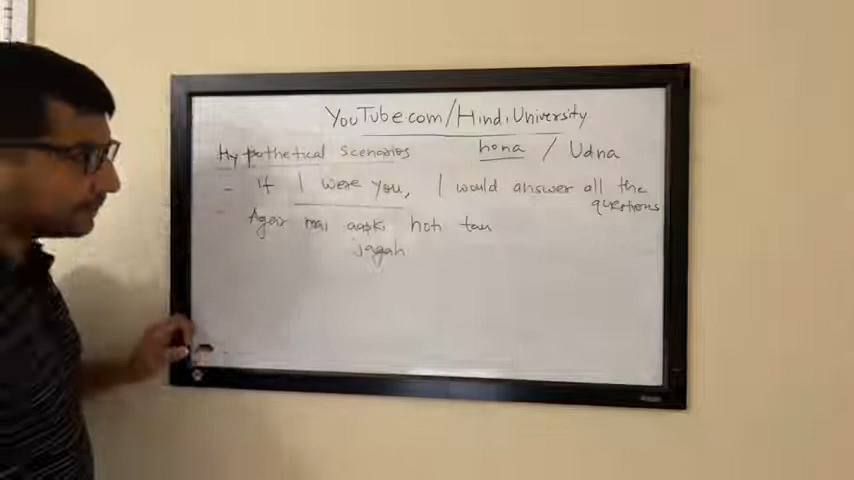 YouTube.com/HindiUniversity
Hypothetical scenarios hona / Udna
- If I were you, I would answer all the questions
Agar mai aapki hoti tau
jagah